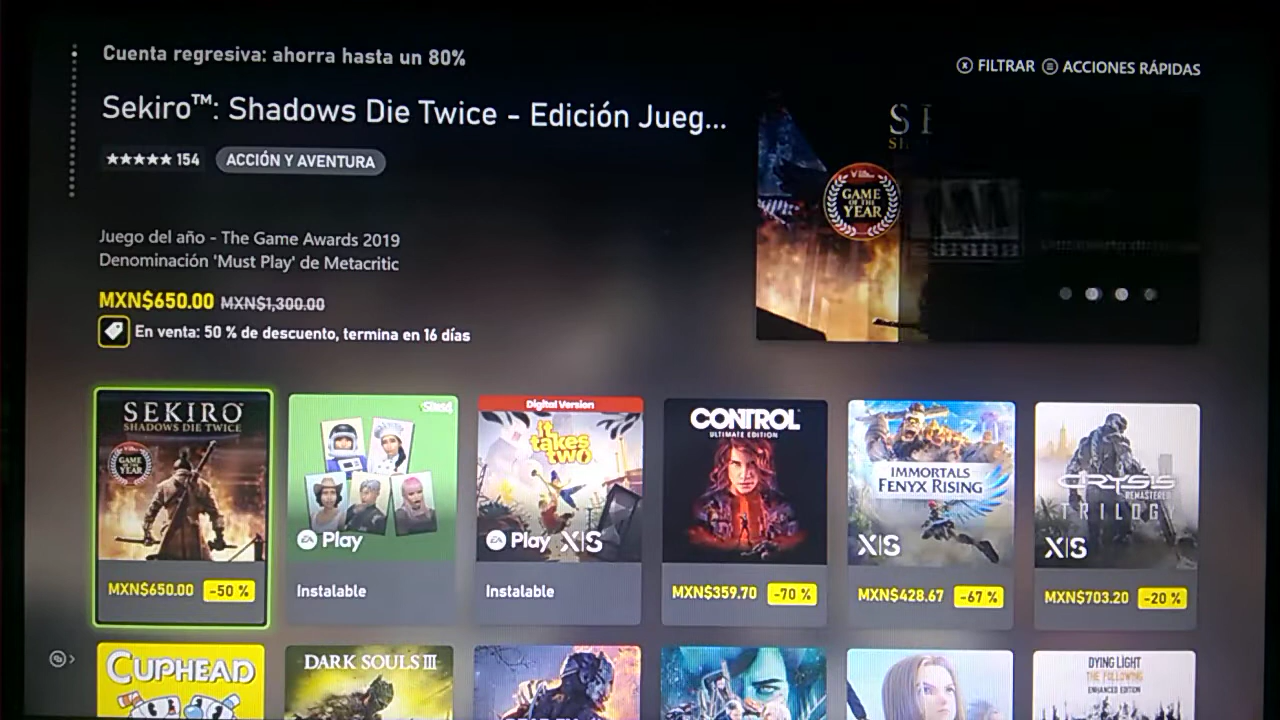 Cuenta regresiva: ahorra hasta un 80%
FILTRAR
ACCIONES RÁPIDAS
Sekiro™: Shadows Die Twice - Edición Jueg...
★★★★★ 154
ACCIÓN Y AVENTURA
GAME
OF THE
YEAR
Juego del año - The Game Awards 2019
Denominación 'Must Play' de Metacritic
MXN$650.00 MXN$1,300.00
En venta: 50 % de descuento, termina en 16 días
SEKIRO™
SHADOWS DIE TWICE
GAME
OF THE
YEAR
MXN$650.00 -50 %
Sims4
EA Play
Instalable
Digital Version
it
takes
two
EA Play X|S
Instalable
CONTROL
ULTIMATE EDITION
MXN$359.70 -70 %
IMMORTALS
FENYX RISING
X|S
MXN$428.67 -67 %
CRYSIS
REMASTERED
TRILOGY
X|S
MXN$703.20 -20 %
CUPHEAD
DARK SOULS III
DYING LIGHT
THE FOLLOWING
ENHANCED EDITION